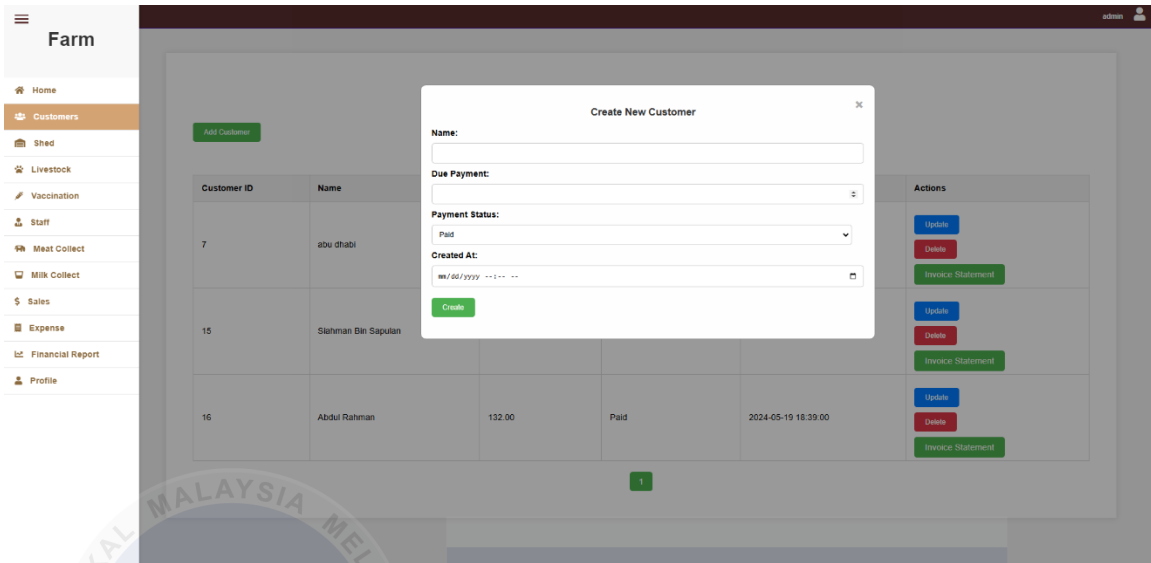 admin
Farm
Home
Customers
Shed
Livestock
Vaccination
Staff
Meat Collect
Milk Collect
$ Sales
Expense
Financial Report
Profile
Add Customer
Create New Customer
×
Name:
Due Payment:
Payment Status:
Paid
Created At:
mm/dd/yyyy --:-- --
Create
Customer ID Name Actions
7 abu dhabi Update
Delete
Invoice Statement
15 Siahman Bin Sapulan Update
Delete
Invoice Statement
16 Abdul Rahman 132.00 Paid 2024-05-19 18:39:00 Update
Delete
Invoice Statement
1
MALAYSIA